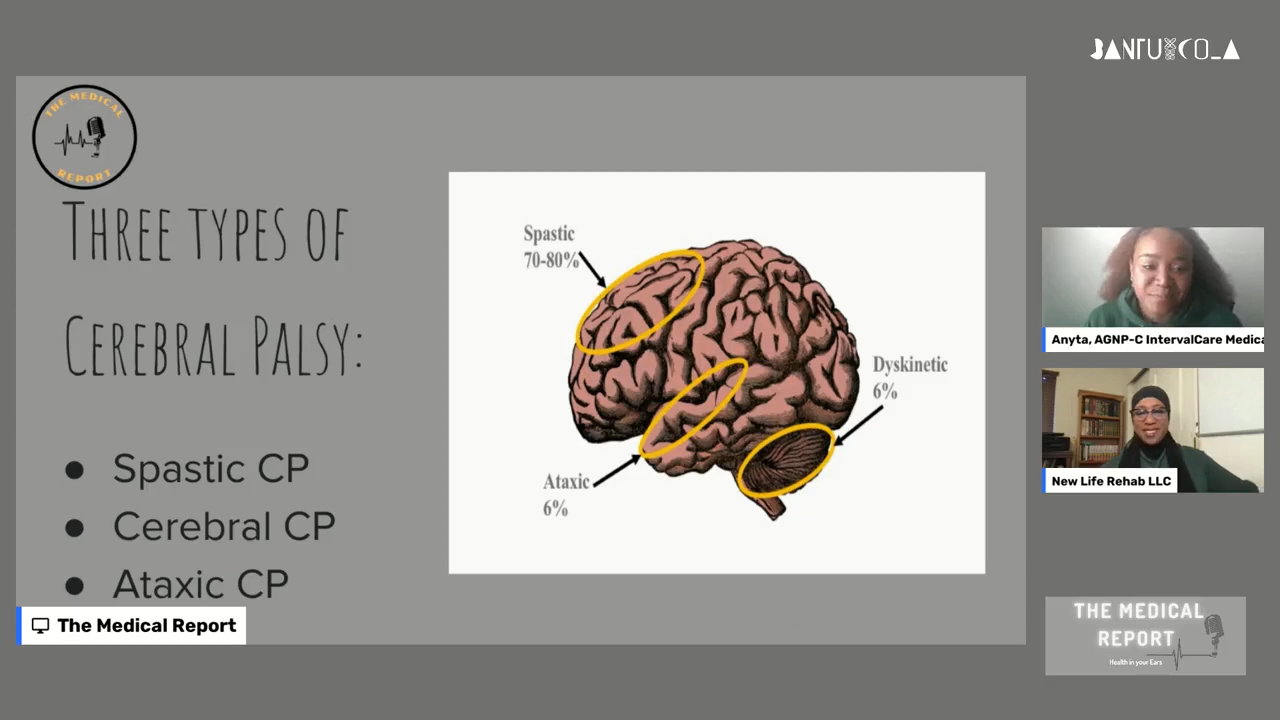 BANTU COLA
THE MEDICAL
REPORT
THREE TYPES OF
CEREBRAL PALSY:
● Spastic CP
● Cerebral CP
● Ataxic CP
Spastic
70-80%
Dyskinetic
6%
Ataxic
6%
The Medical Report
Anyta, AGNP-C IntervalCare Medica
New Life Rehab LLC
THE MEDICAL
REPORT
Health in your Ears